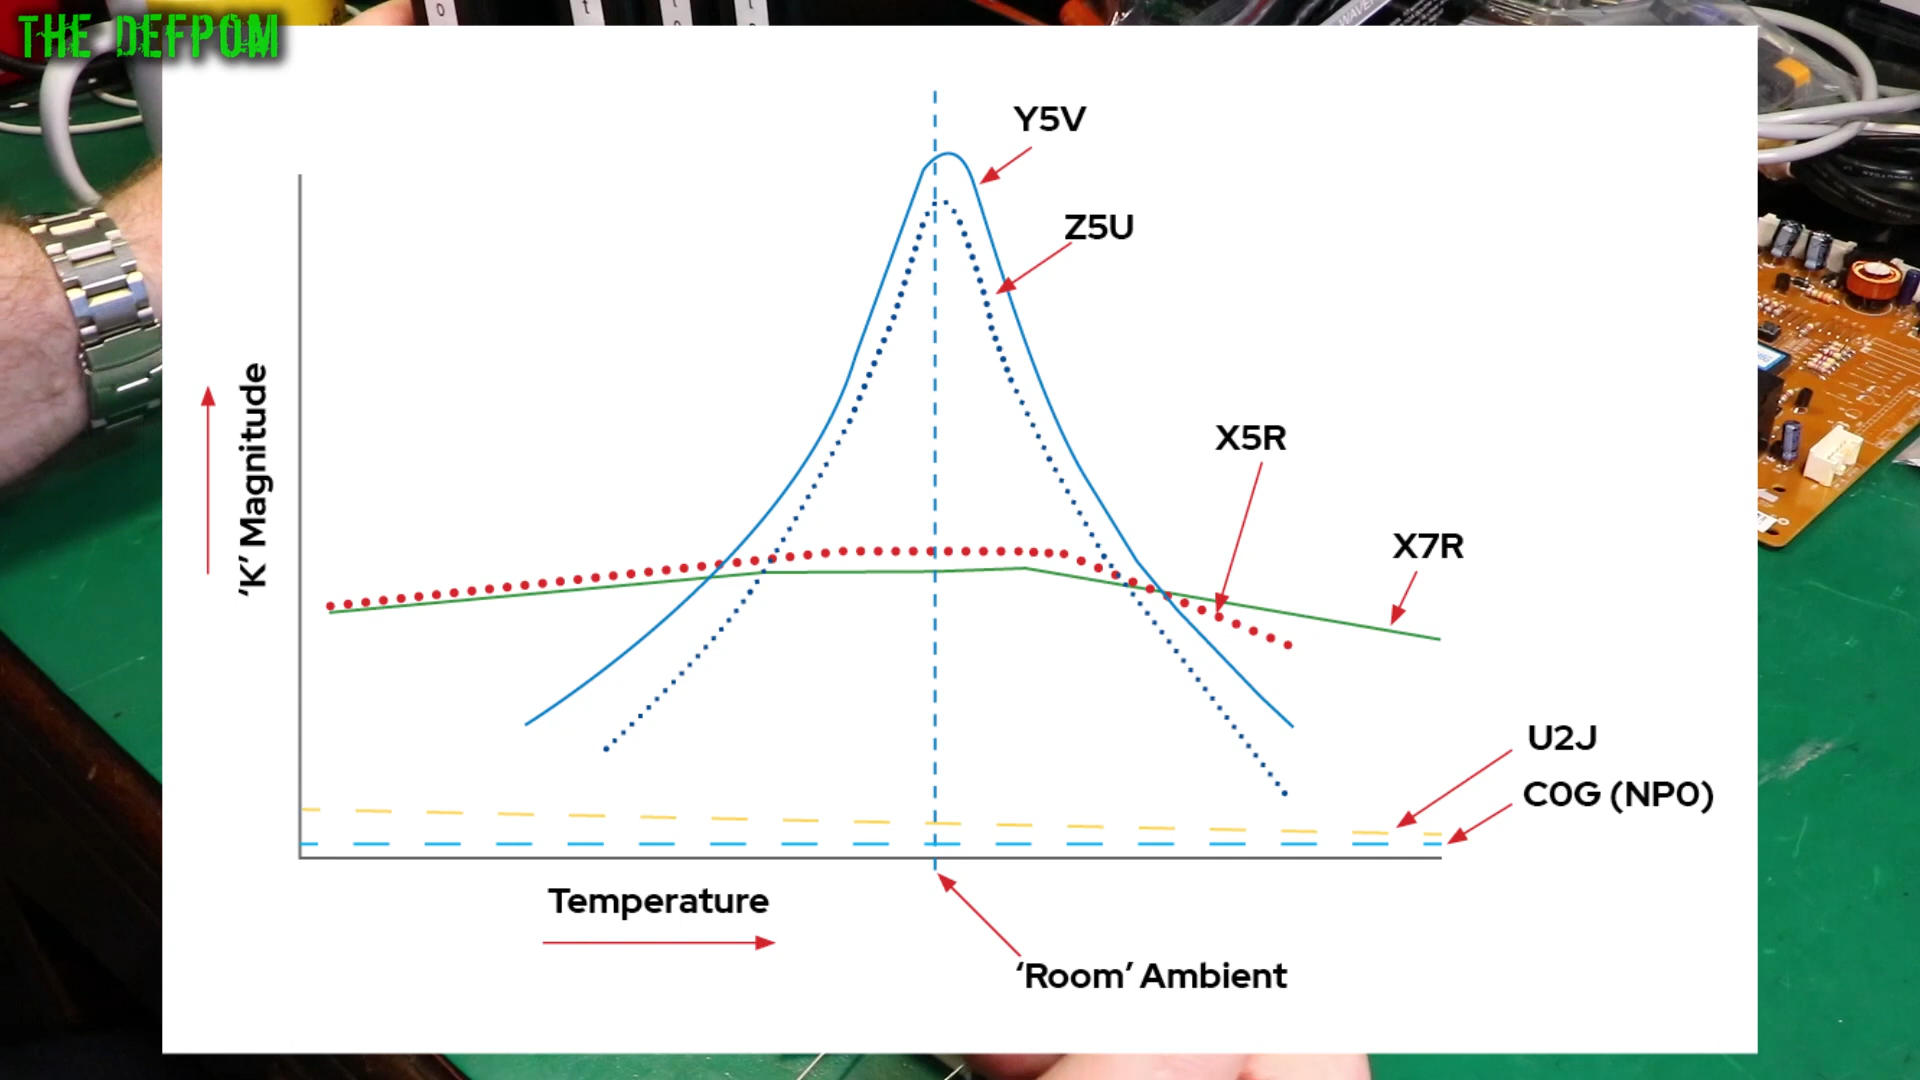 THE DEFPOM
Y5V
Z5U
X5R
X7R
'K' Magnitude
U2J
C0G (NP0)
Temperature
'Room' Ambient